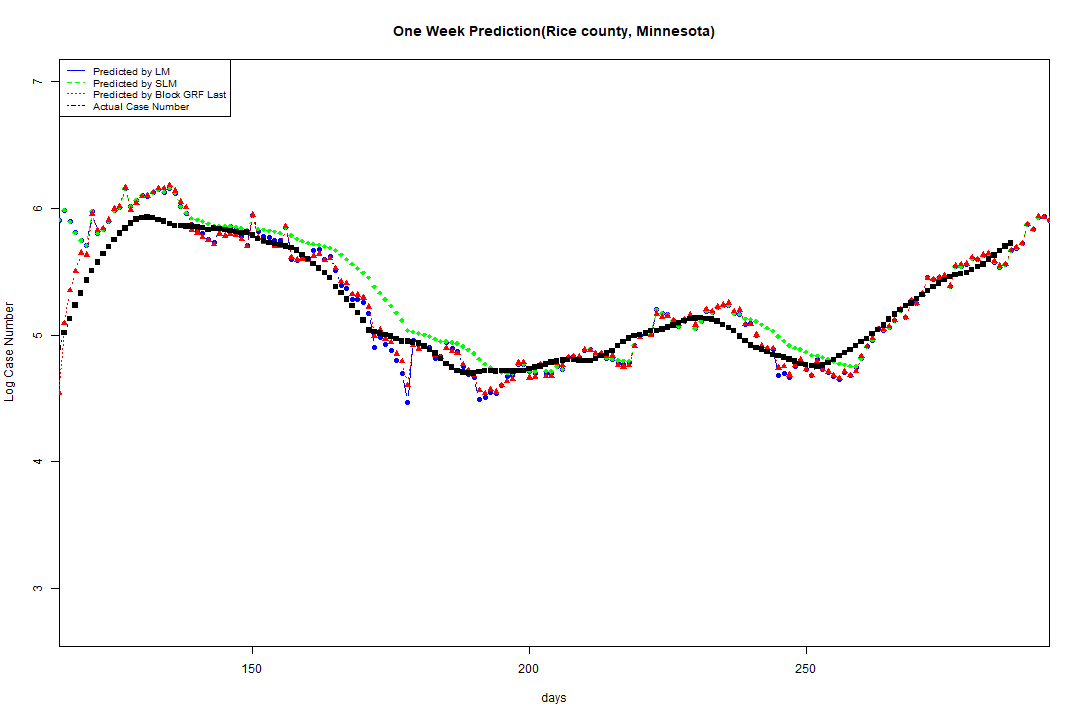 One Week Prediction(Rice county, Minnesota)
Predicted by LM
Predicted by SLM
Predicted by Block GRF Last
Actual Case Number
7
6
5
4
3
Log Case Number
150
200
250
days